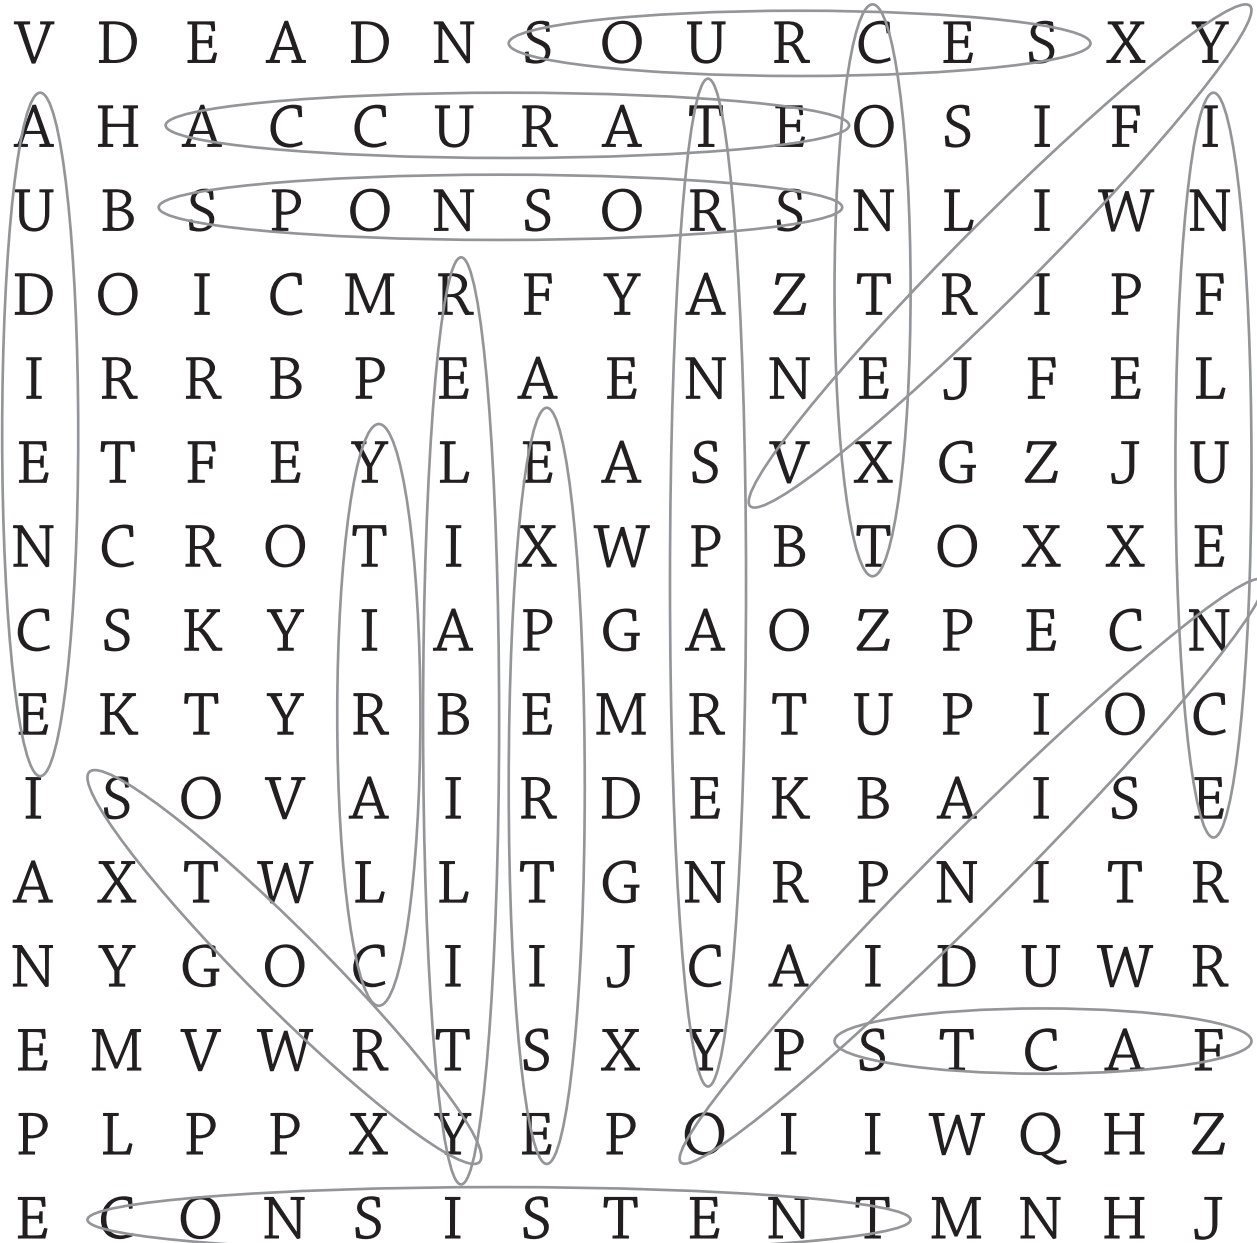 V D E A D N S O U R C E S X Y
A H A C C U R A T E O S I F I
U B S P O N S O R S N L I W N
D O I C M R F Y A Z T R I P F
I R R B P E A E N N E J F E L
E T F E Y L E A S V X G Z J U
N C R O T I X W P B T O X X E
C S K Y I A P G A O Z P E C N
E K T Y R B E M R T U P I O C
I S O V A I R D E K B A I S E
A X T W L L T G N R P N I T R
N Y G O C I I J C A I D U W R
E M V W R T S X Y P S T C A F
P L P P X Y E P O I I W Q H Z
E C O N S I S T E N T M N H J